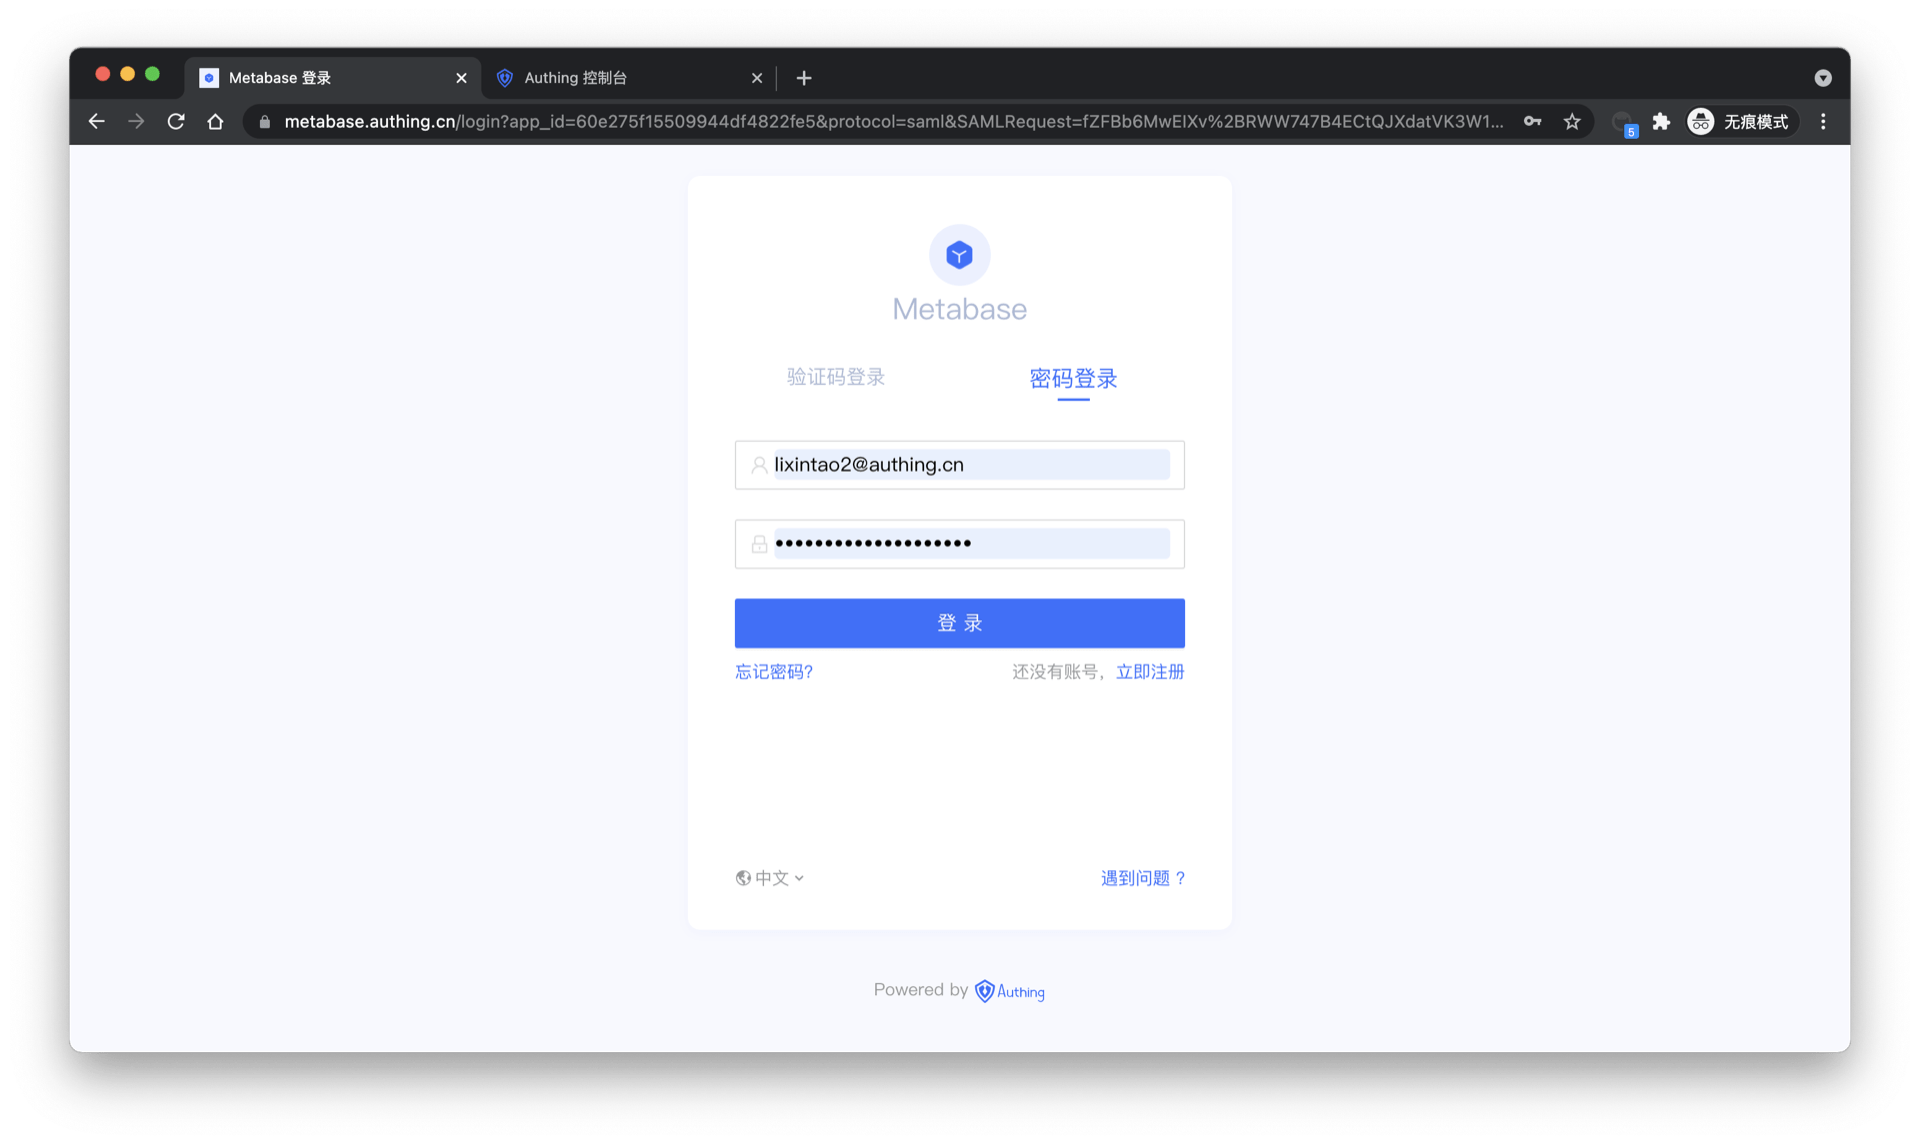 Metabase 登录
Authing 控制台
metabase.authing.cn/login?app_id=60e275f15509944df4822fe5&protocol=saml&SAMLRequest=fZFBb6MwEIXv%2BRWW747B4ECtQJXdatVK3W1...
5
无痕模式
Metabase
验证码登录
密码登录
lixintao2@authing.cn
••••••••••••••••••••
登 录
忘记密码?
还没有账号，立即注册
中文
遇到问题 ?
Powered by Authing